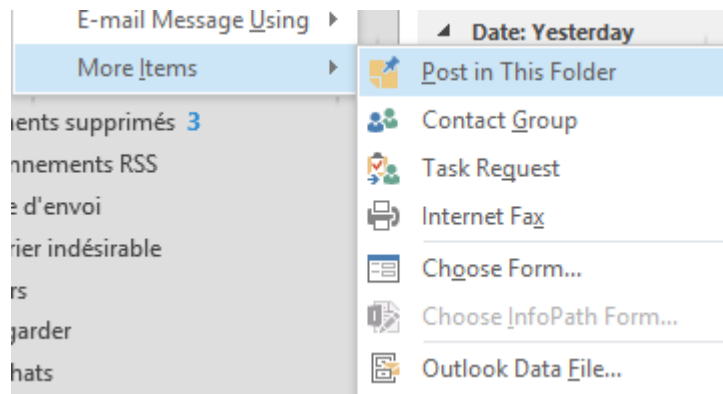 E-mail Message Using
More Items
Date: Yesterday
Post in This Folder
Contact Group
Task Request
Internet Fax
Choose Form...
Choose InfoPath Form...
Outlook Data File...
ents supprimés 3
nnements RSS
e d'envoi
rier indésirable
rs
garder
hats